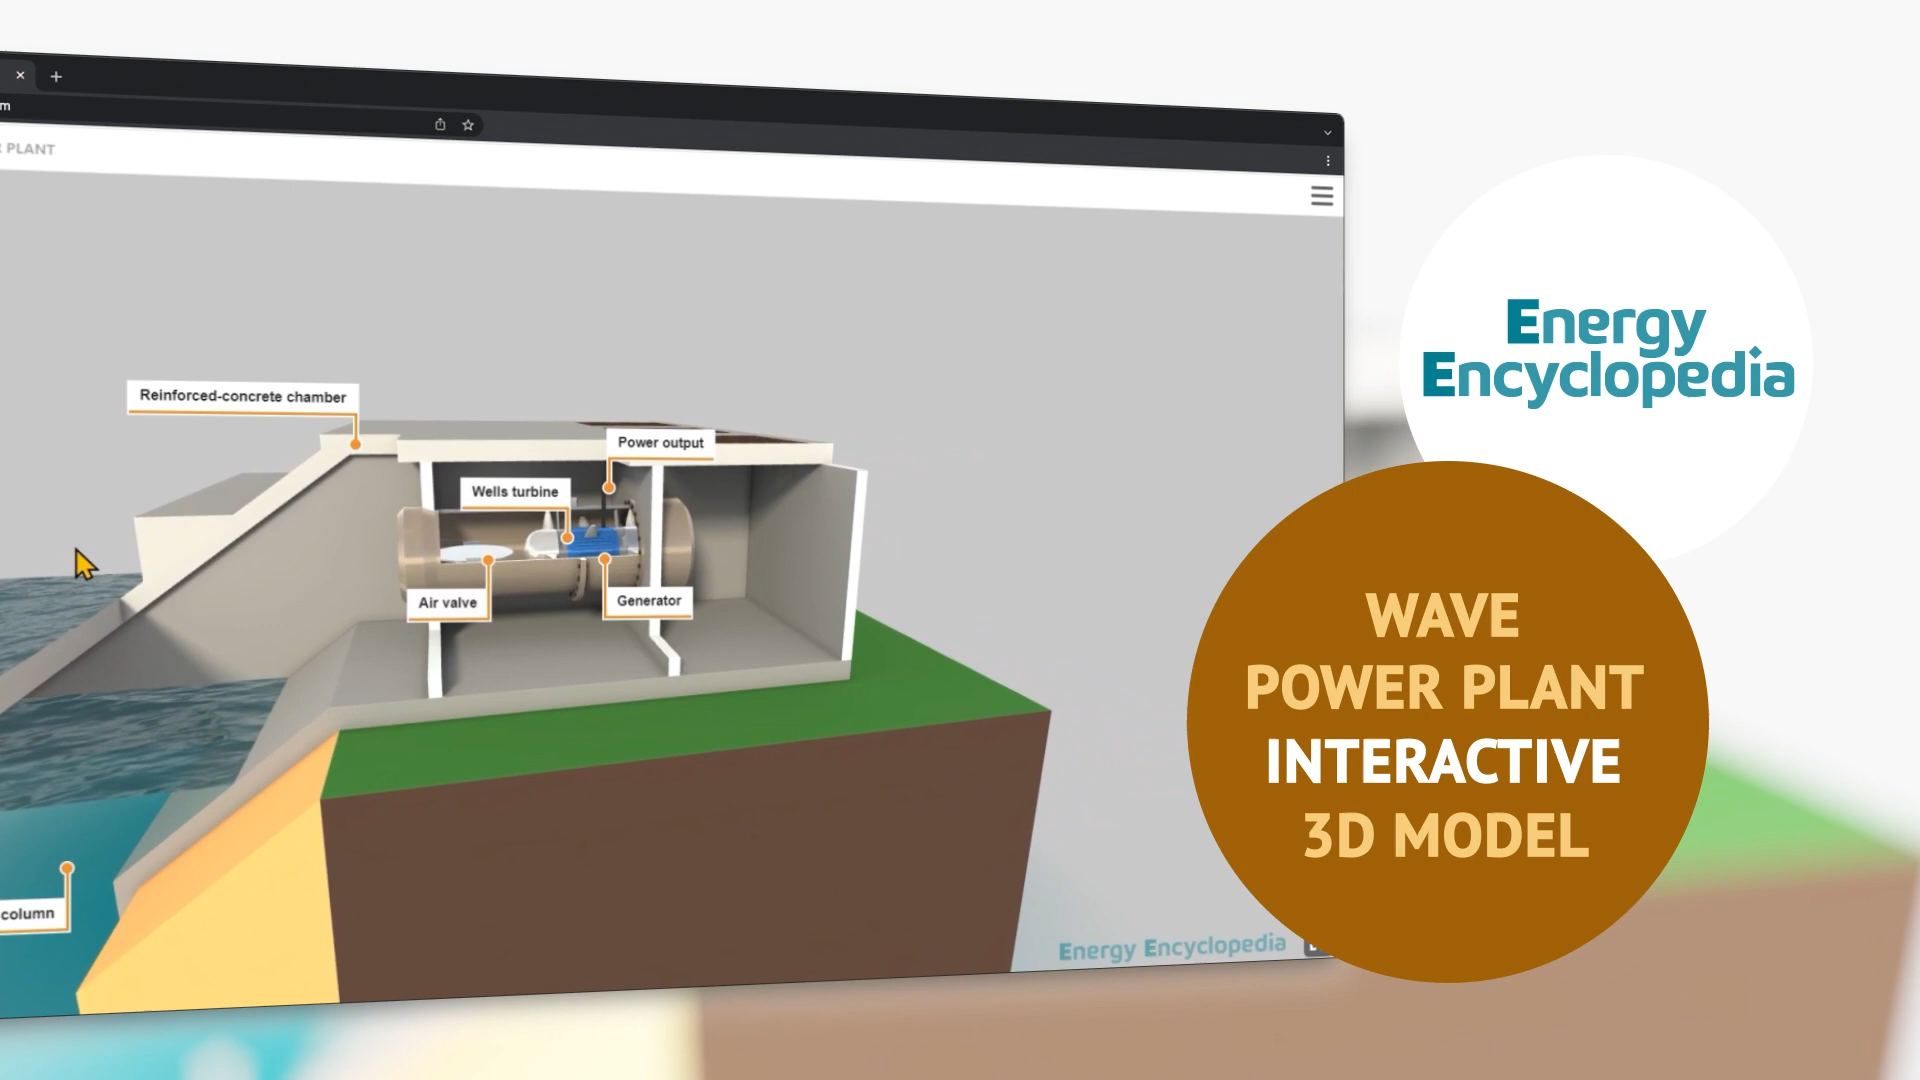 m
R PLANT
Reinforced-concrete chamber
Power output
Wells turbine
Air valve
Generator
column
Energy Encyclopedia
Energy
Encyclopedia
WAVE
POWER PLANT
INTERACTIVE
3D MODEL